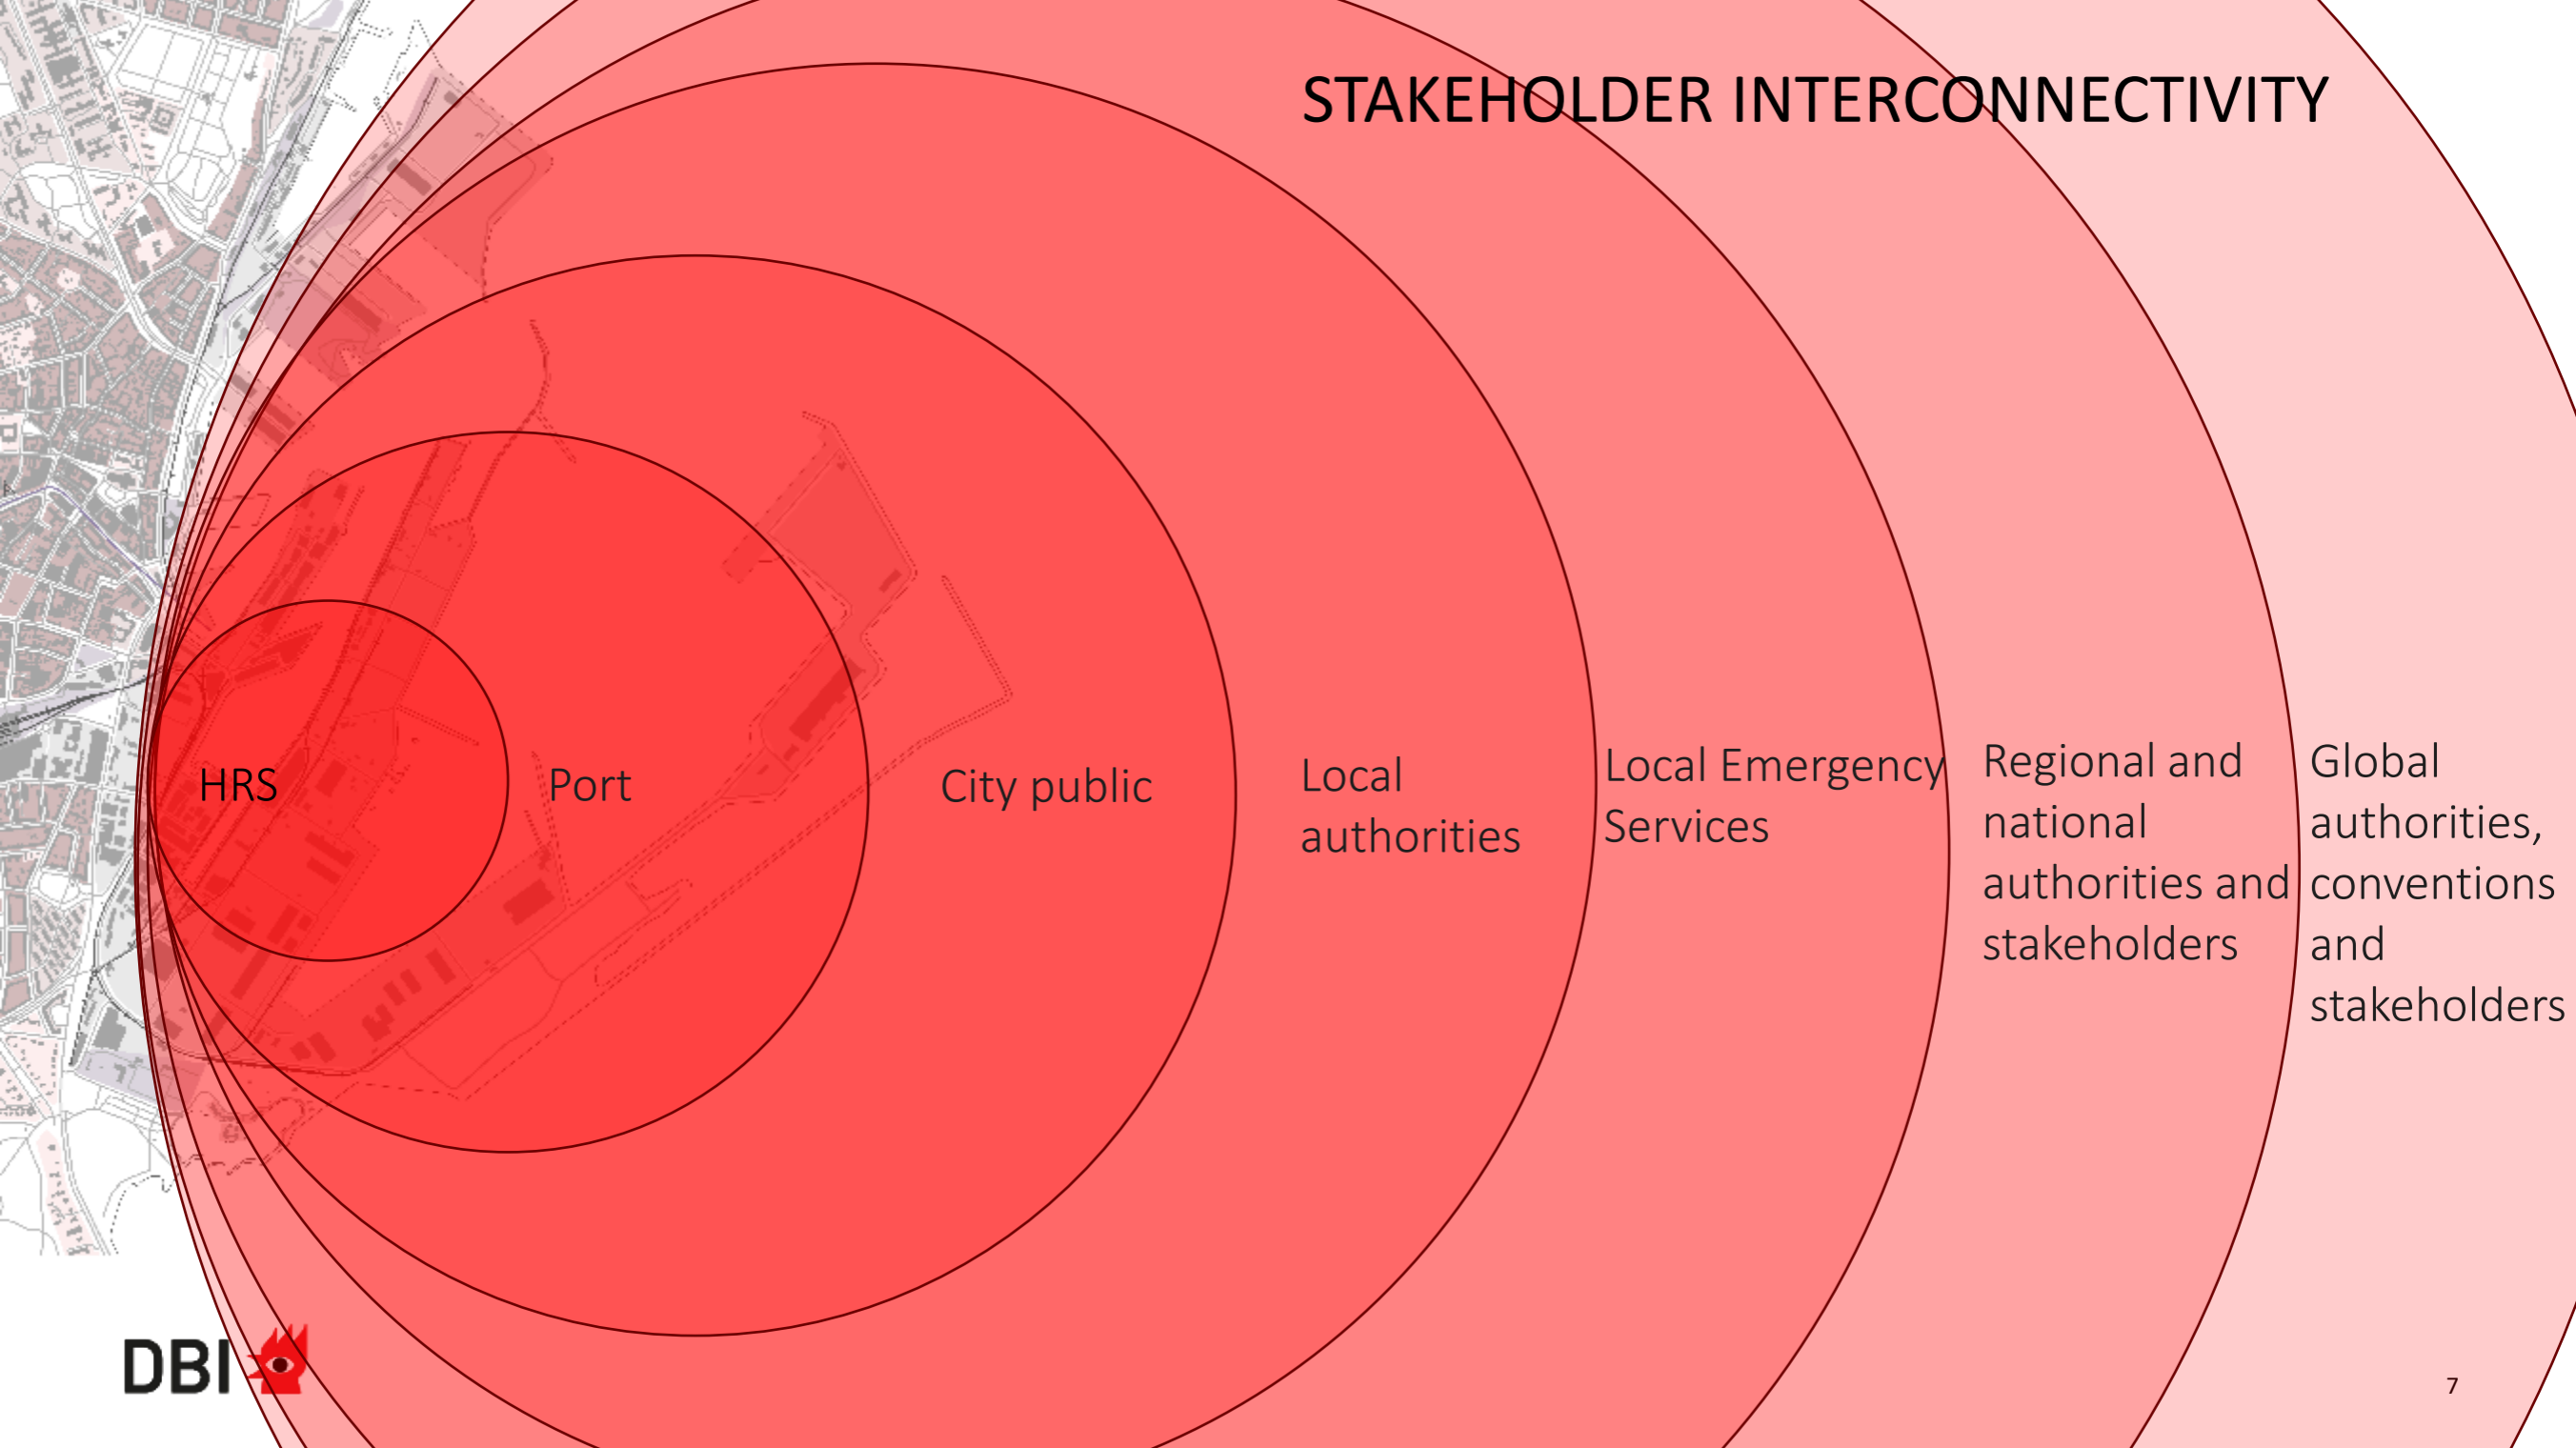 STAKEHOLDER INTERCONNECTIVITY
HRS
Port
City public
Local
authorities
Local Emergency
Services
Regional and
national
authorities and
stakeholders
Global
authorities,
conventions
and
stakeholders
DBI
7